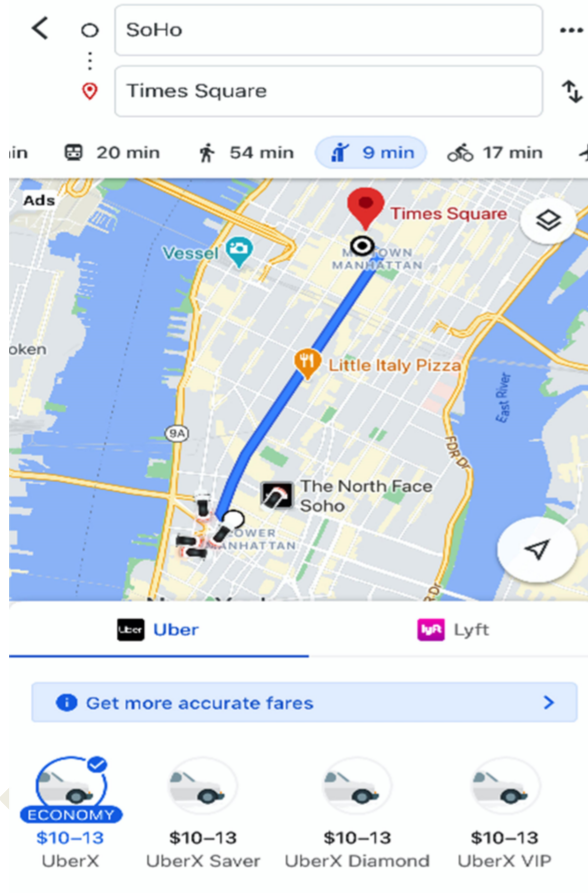 SoHo
Times Square
in
20 min
54 min
9 min
17 min
Ads
Times Square
Vessel
MIDTOWN
MANHATTAN
oken
Little Italy Pizza
East River
9A
FDR Dr
The North Face
Soho
LOWER
MANHATTAN
Uber
Uber
Lyft
Lyft
Get more accurate fares
ECONOMY
$10–13
$10–13
$10–13
$10–13
UberX
UberX Saver
UberX Diamond
UberX VIP